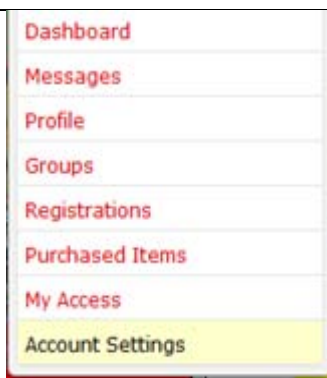 Dashboard
Messages
Profile
Groups
Registrations
Purchased Items
My Access
Account Settings